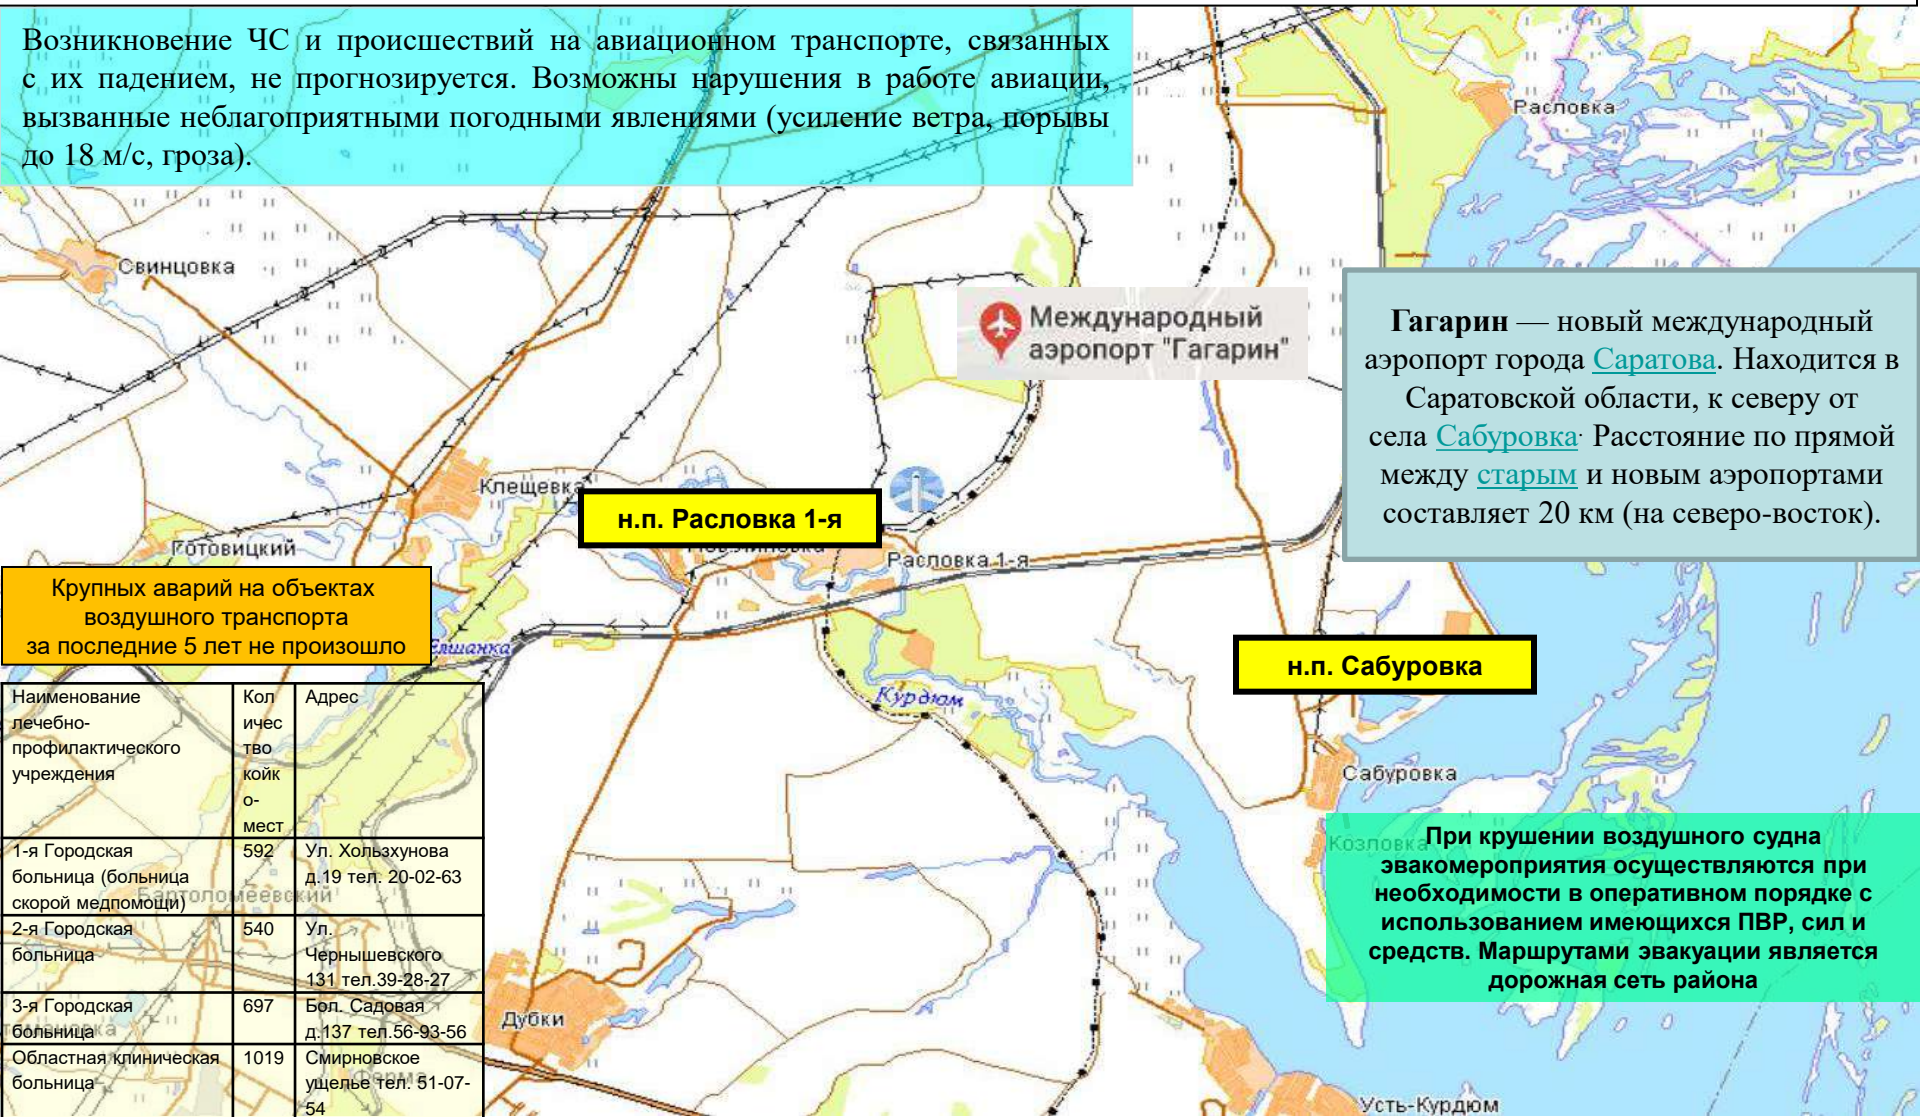 Возникновение ЧС и происшествий на авиационном транспорте, связанных
с их падением, не прогнозируется. Возможны нарушения в работе авиации,
вызванные неблагоприятными погодными явлениями (усиление ветра, порывы
до 18 м/с, гроза).
Расловка
Свинцовка
Международный
аэропорт "Гагарин"
Гагарин — новый международный
аэропорт города Саратова. Находится в
Саратовской области, к северу от
села Сабуровка. Расстояние по прямой
между старым и новым аэропортами
составляет 20 км (на северо-восток).
Клещевка
н.п. Расловка 1-я
Готовицкий
Расловка 1-я
Крупных аварий на объектах
воздушного транспорта
за последние 5 лет не произошло
Елшанка
н.п. Сабуровка
Курдюм
Сабуровка
Козловка
При крушении воздушного судна
эвакомероприятия осуществляются при
необходимости в оперативном порядке с
использованием имеющихся ПВР, сил и
средств. Маршрутами эвакуации является
дорожная сеть района
Наименование
лечебно-
профилактического
учреждения
Кол
ичес
тво
койк
о-
мест
Адрес
1-я Городская
больница (больница
скорой медпомощи)
592
Ул. Хользхунова
д.19 тел. 20-02-63
Бартоломеевский
2-я Городская
больница
540
Ул.
Чернышевского
131 тел.39-28-27
3-я Городская
больница
697
Бол. Садовая
д.137 тел.56-93-56
Областная клиническая
больница
1019
Смирновское
ущелье тел. 51-07-
54
Ферма
Дубки
Усть-Курдюм